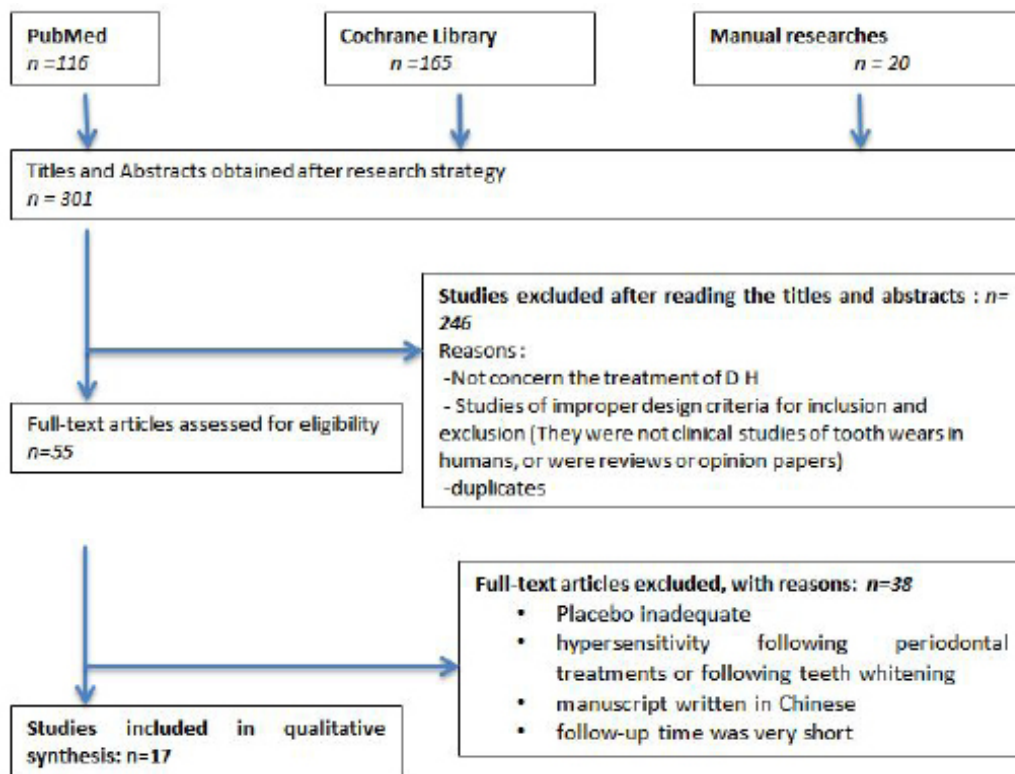 PubMed
n =116
Cochrane Library
n =165
Manual researches
n = 20
Titles and Abstracts obtained after research strategy
n = 301
Studies excluded after reading the titles and abstracts : n=
246
Reasons :
-Not concern the treatment of D H
- Studies of improper design criteria for inclusion and
exclusion (They were not clinical studies of tooth wears in
humans, or were reviews or opinion papers)
-duplicates
Full-text articles assessed for eligibility
n=55
Full-text articles excluded, with reasons: n=38
• Placebo inadequate
• hypersensitivity following periodontal
treatments or following teeth whitening
• manuscript written in Chinese
• follow-up time was very short
Studies included in qualitative
synthesis: n=17